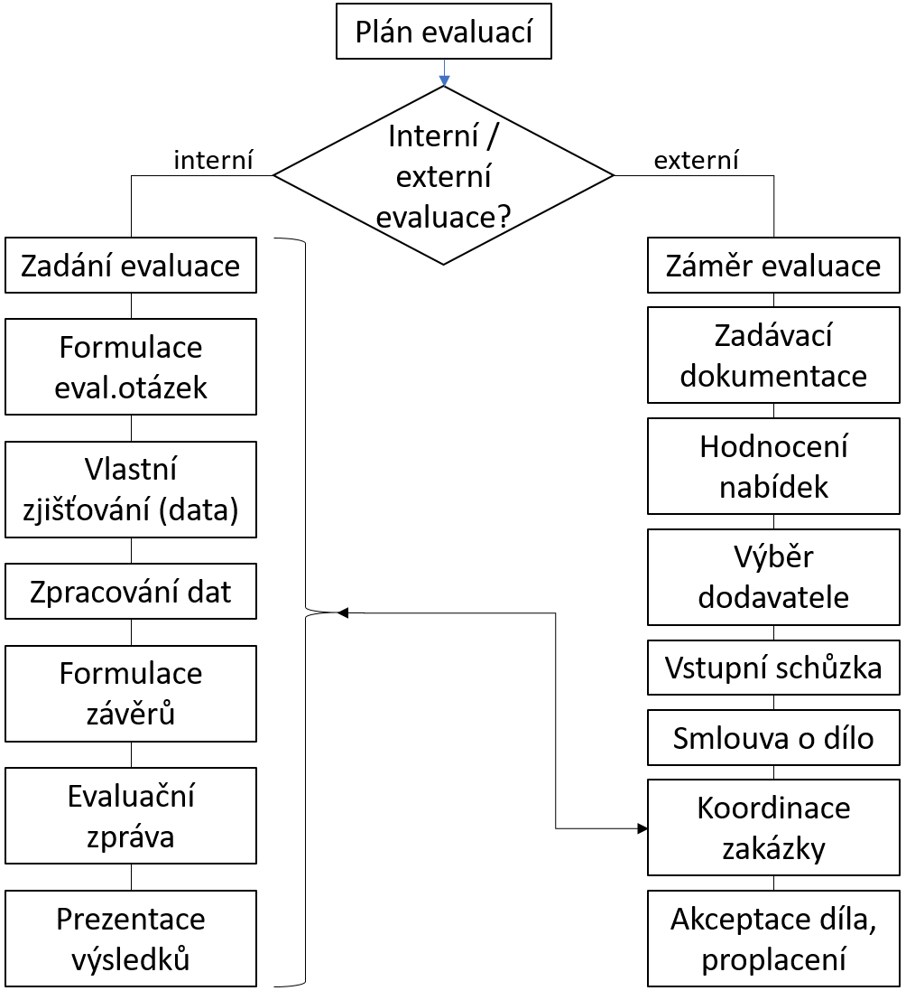 Plán evaluací
Interní /
externí
evaluace?
interní
externí
Zadání evaluace
Formulace
eval.otázek
Vlastní
zjišťování (data)
Zpracování dat
Formulace
závěrů
Evaluační
zpráva
Prezentace
výsledků
Záměr evaluace
Zadávací
dokumentace
Hodnocení
nabídek
Výběr
dodavatele
Vstupní schůzka
Smlouva o dílo
Koordinace
zakázky
Akceptace díla,
proplacení